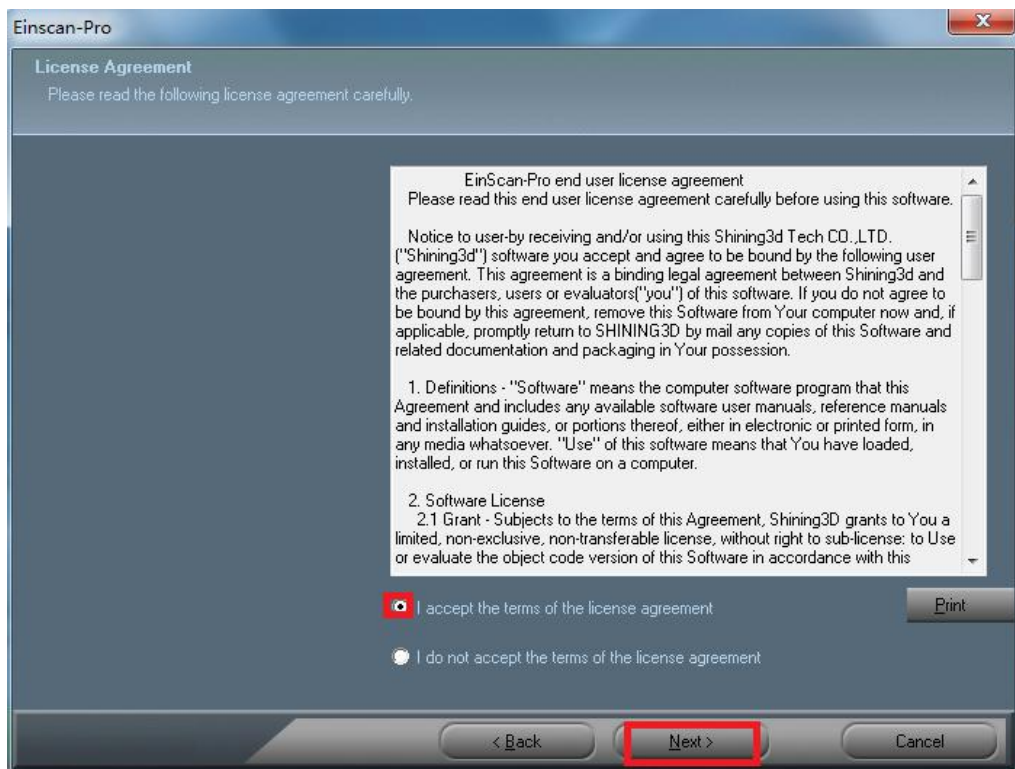 Einscan-Pro
License Agreement
Please read the following license agreement carefully.
EinScan-Pro end user license agreement
Please read this end user license agreement carefully before using this software.
Notice to user-by receiving and/or using this Shining3d Tech CO.,LTD.
("Shining3d") software you accept and agree to be bound by the following user
agreement. This agreement is a binding legal agreement between Shining3d and
the purchasers, users or evaluators("you") of this software. If you do not agree to
be bound by this agreement, remove this Software from Your computer now and, if
applicable, promptly return to SHINING3D by mail any copies of this Software and
related documentation and packaging in Your possession.
1. Definitions - "Software" means the computer software program that this
Agreement and includes any available software user manuals, reference manuals
and installation guides, or portions thereof, either in electronic or printed form, in
any media whatsoever. "Use" of this software means that You have loaded,
installed, or run this Software on a computer.
2. Software License
2.1 Grant - Subjects to the terms of this Agreement, Shining3D grants to You a
limited, non-exclusive, non-transferable license, without right to sub-license: to Use
or evaluate the object code version of this Software in accordance with this
I accept the terms of the license agreement
Print
I do not accept the terms of the license agreement
< Back
Next >
Cancel